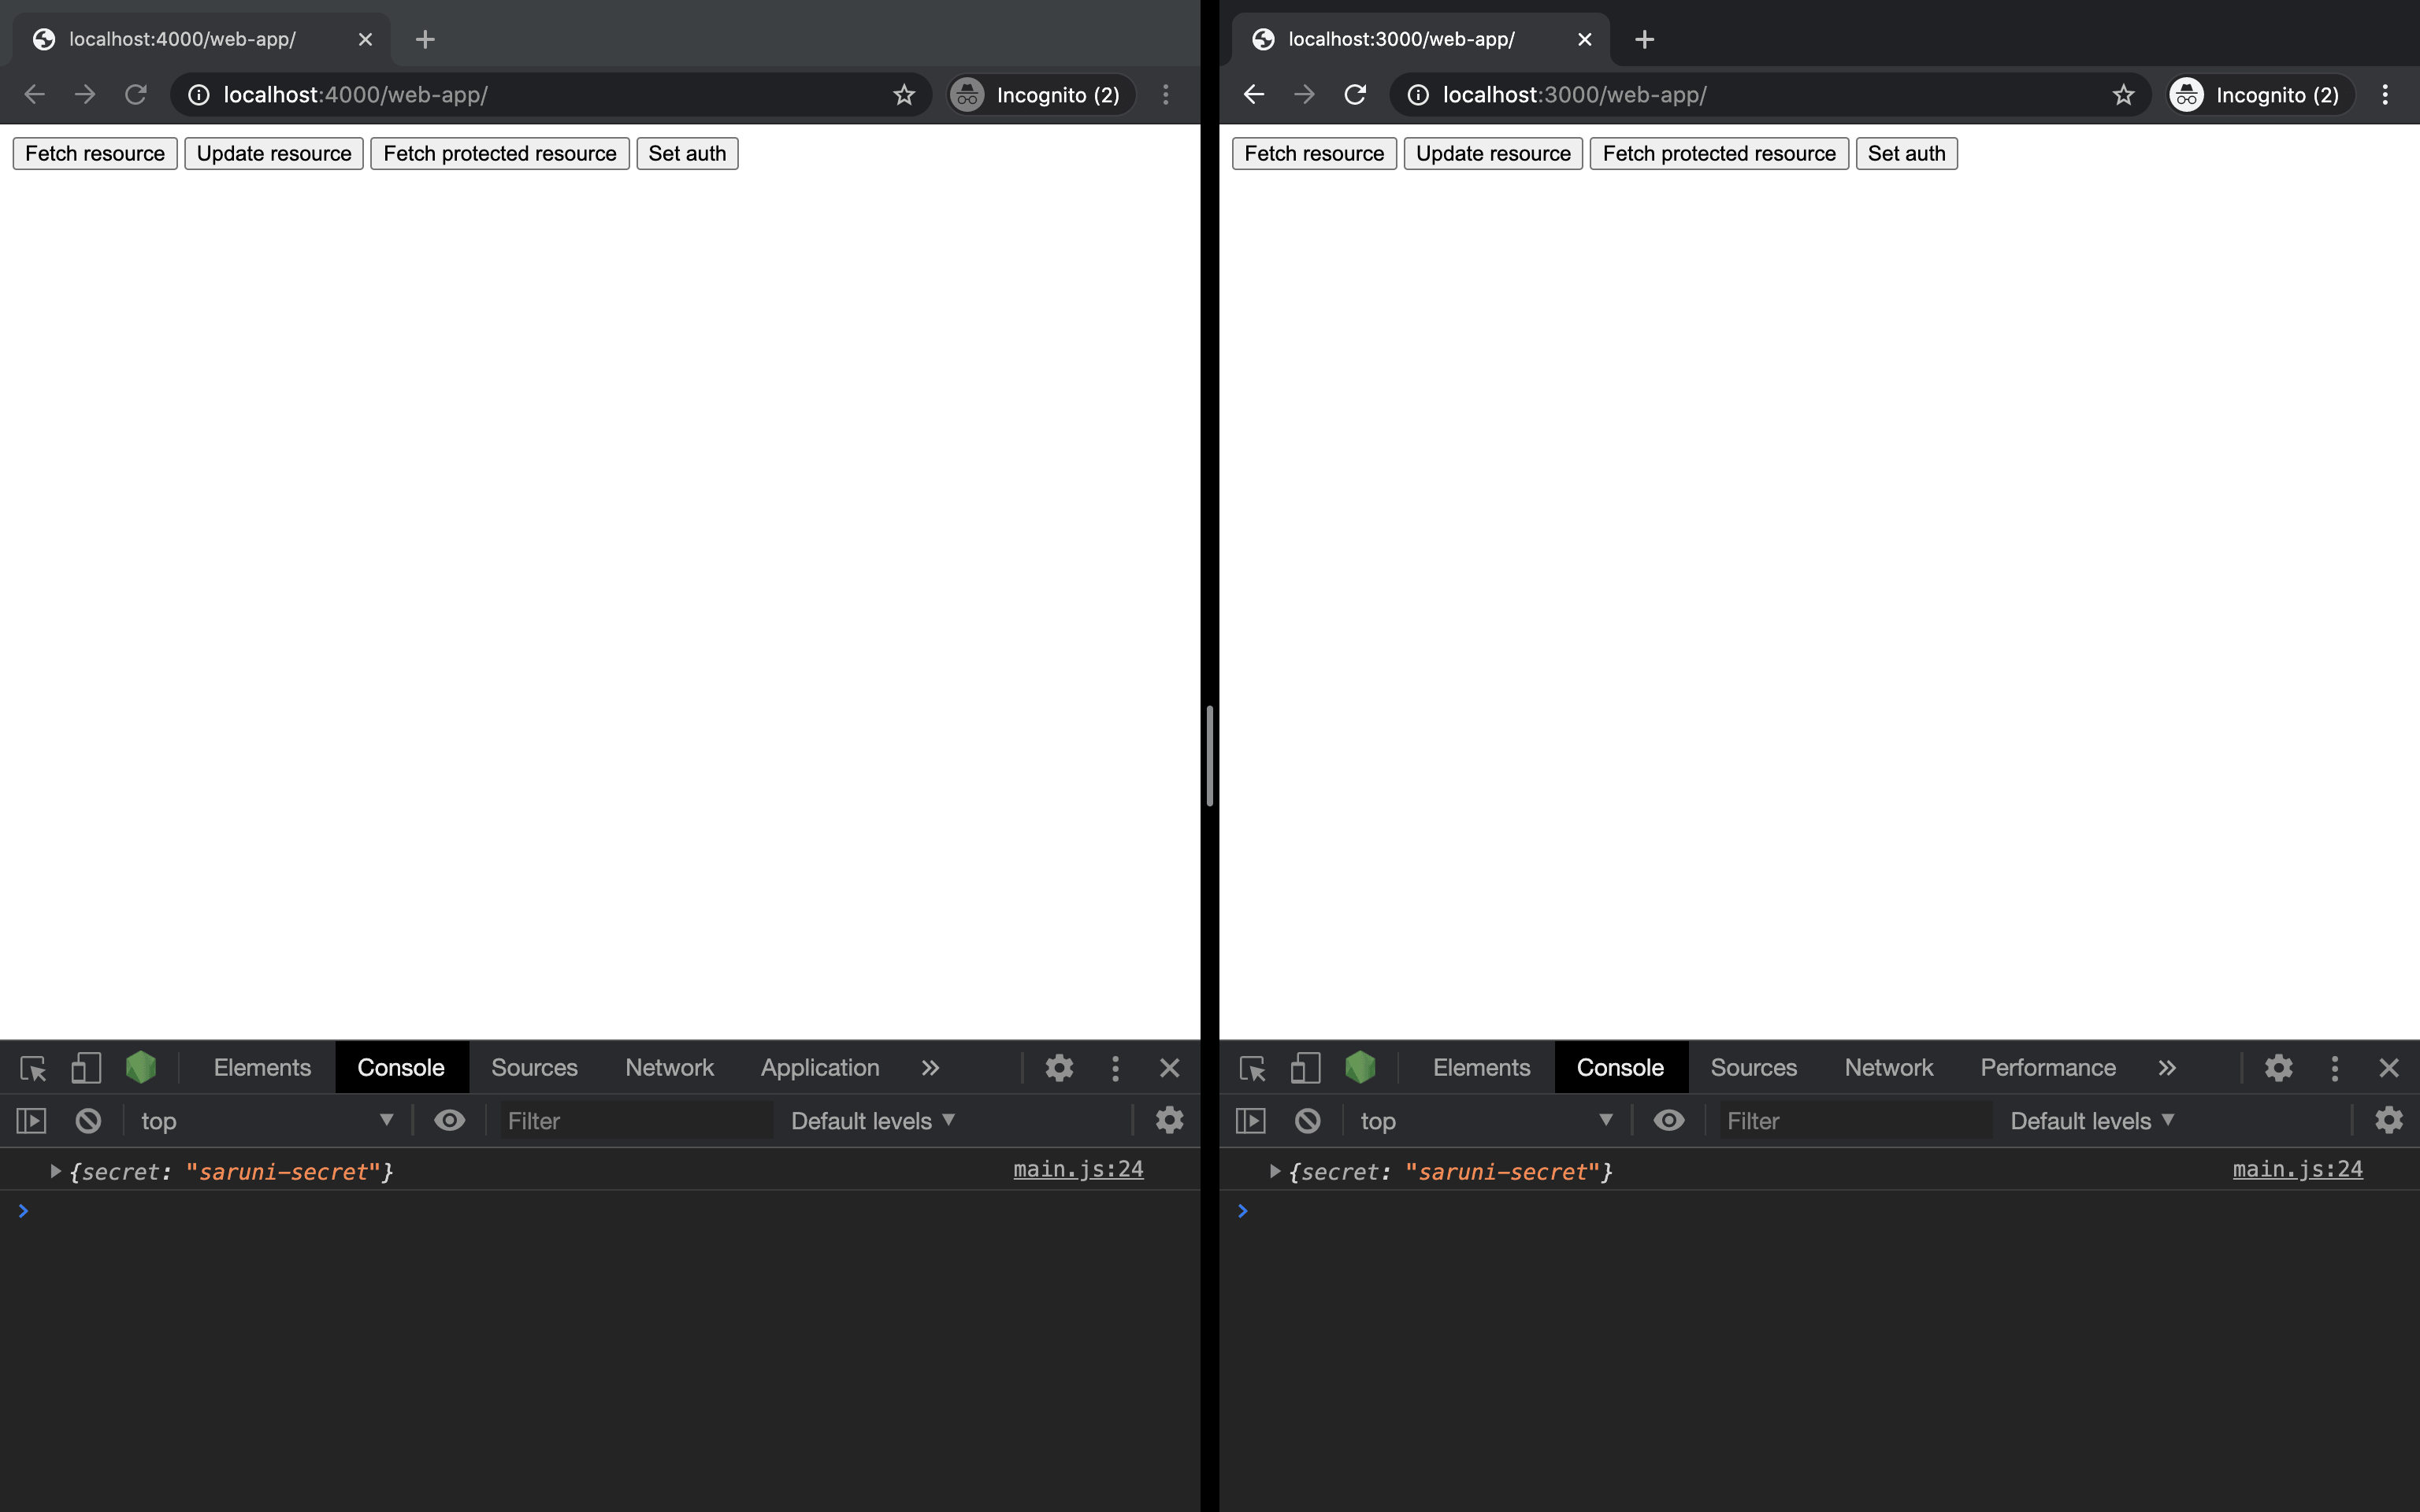 localhost:4000/web-app/
localhost:4000/web-app/
Incognito (2)
Fetch resource Update resource Fetch protected resource Set auth
Elements Console Sources Network Application
top Filter Default levels
{secret: "saruni-secret"} main.js:24
localhost:3000/web-app/
localhost:3000/web-app/
Incognito (2)
Fetch resource Update resource Fetch protected resource Set auth
Elements Console Sources Network Performance
top Filter Default levels
{secret: "saruni-secret"} main.js:24